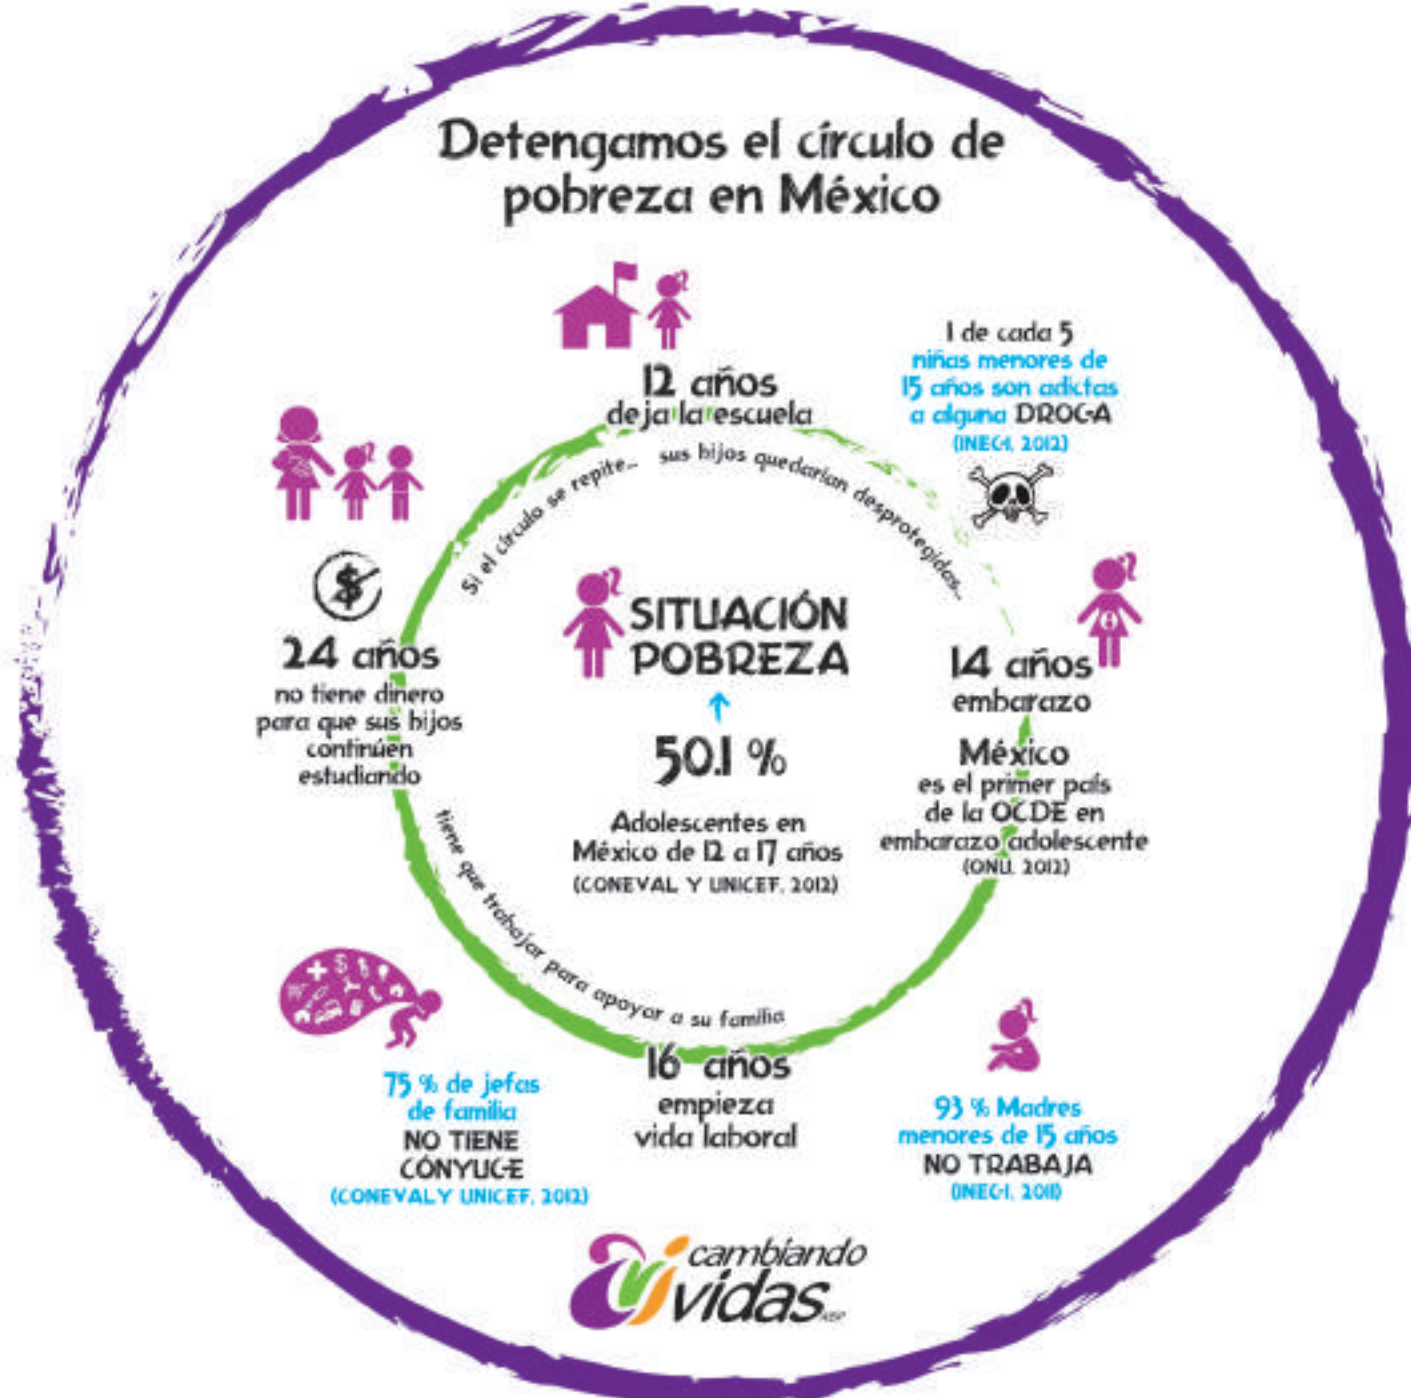 Detengamos el círculo de
pobreza en México
12 años
deja la escuela
1 de cada 5
niñas menores de
15 años son adictas
a alguna DROGA
(INEGI, 2012)
Si el círculo se repite... sus hijos quedarían desprotegidos...
24 años
no tiene dinero
para que sus hijos
continúen
estudiando
SITUACIÓN
POBREZA
50.1 %
Adolescentes en
México de 12 a 17 años
(CONEVAL Y UNICEF, 2012)
14 años
embarazo
México
es el primer país
de la OCDE en
embarazo adolescente
(ONU, 2012)
tiene que trabajar para apoyar a su familia
16 años
empieza
vida laboral
75 % de jefas
de familia
NO TIENE
CÓNYUGE
(CONEVAL Y UNICEF, 2012)
93 % Madres
menores de 15 años
NO TRABAJA
(INEGI, 2011)
cambiando
vidas